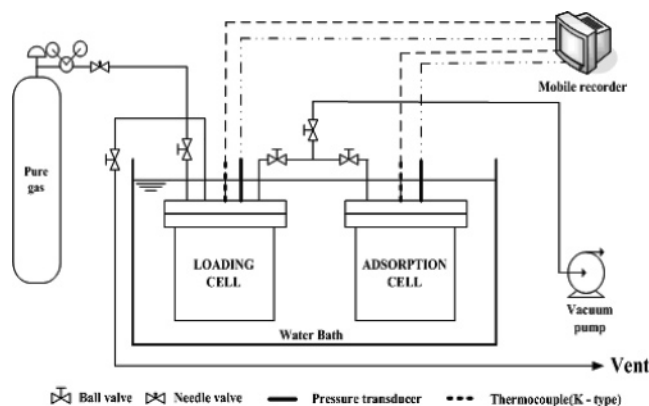 Mobile recorder
Pure
gas
LOADING
CELL
ADSORPTION
CELL
Vacuum
pump
Water Bath
Vent
Ball valve
Needle valve
Pressure transducer
Thermocouple(K - type)